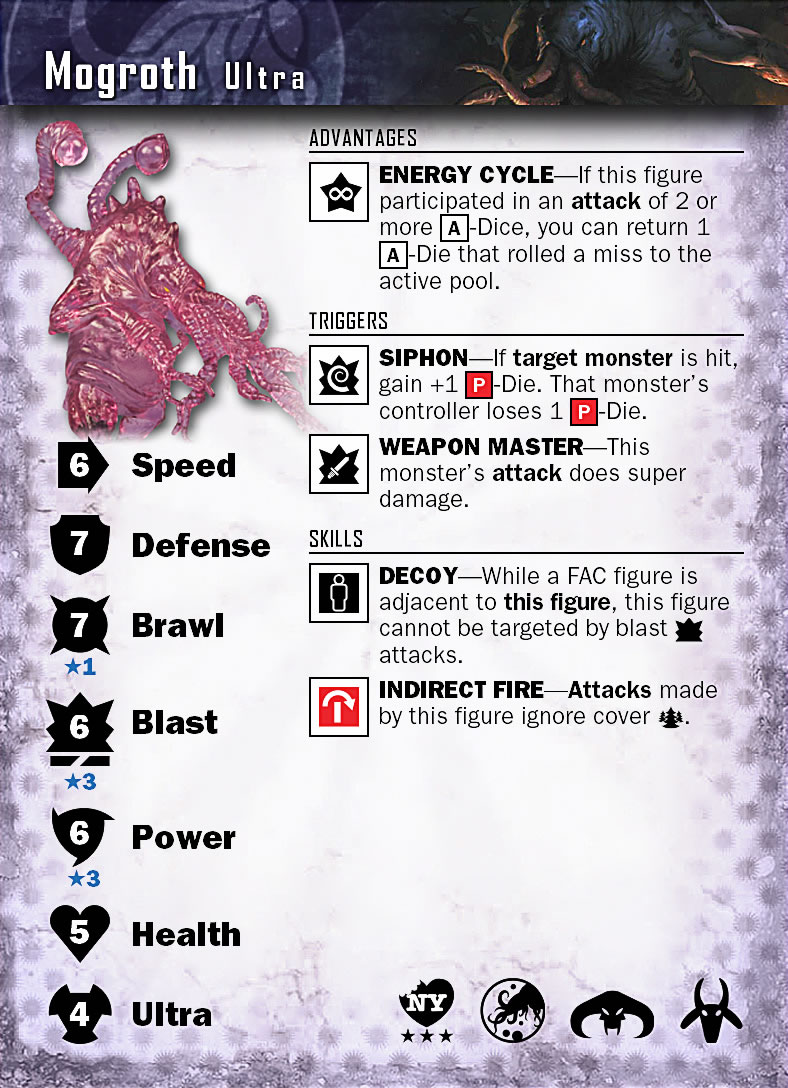 Mogroth Ultra
ADVANTAGES
ENERGY CYCLE—If this figure
participated in an attack of 2 or
more A-Dice, you can return 1
A-Die that rolled a miss to the
active pool.
TRIGGERS
SIPHON—If target monster is hit,
gain +1 P-Die. That monster's
controller loses 1 P-Die.
WEAPON MASTER—This
monster's attack does super
damage.
SKILLS
DECOY—While a FAC figure is
adjacent to this figure, this figure
cannot be targeted by blast
attacks.
INDIRECT FIRE—Attacks made
by this figure ignore cover .
6 Speed
7 Defense
7 Brawl
★1
6 Blast
★3
6 Power
★3
5 Health
4 Ultra
NY
★★★